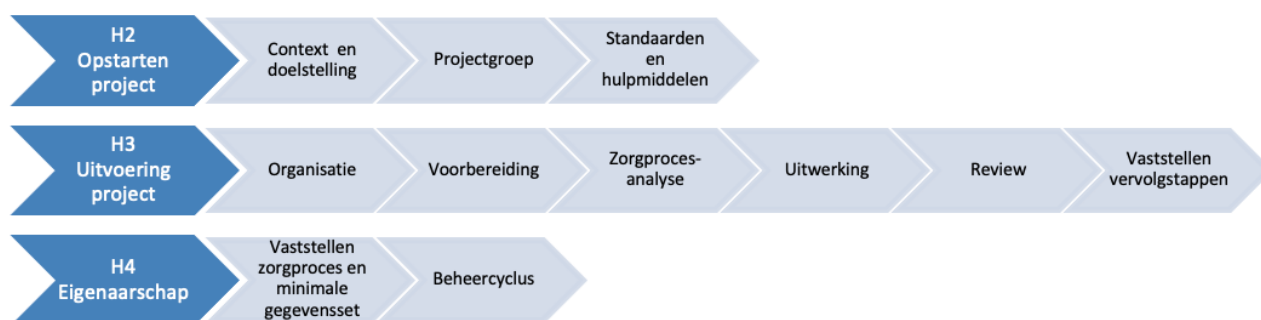 H2
Opstarten
project
Context en
doelstelling
Projectgroep
Standaarden
en
hulpmiddelen
H3
Uitvoering
project
Organisatie
Voorbereiding
Zorgproces-
analyse
Uitwerking
Review
Vaststellen
vervolgstappen
H4
Eigenaarschap
Vaststellen
zorgproces en
minimale
gegevensset
Beheercyclus